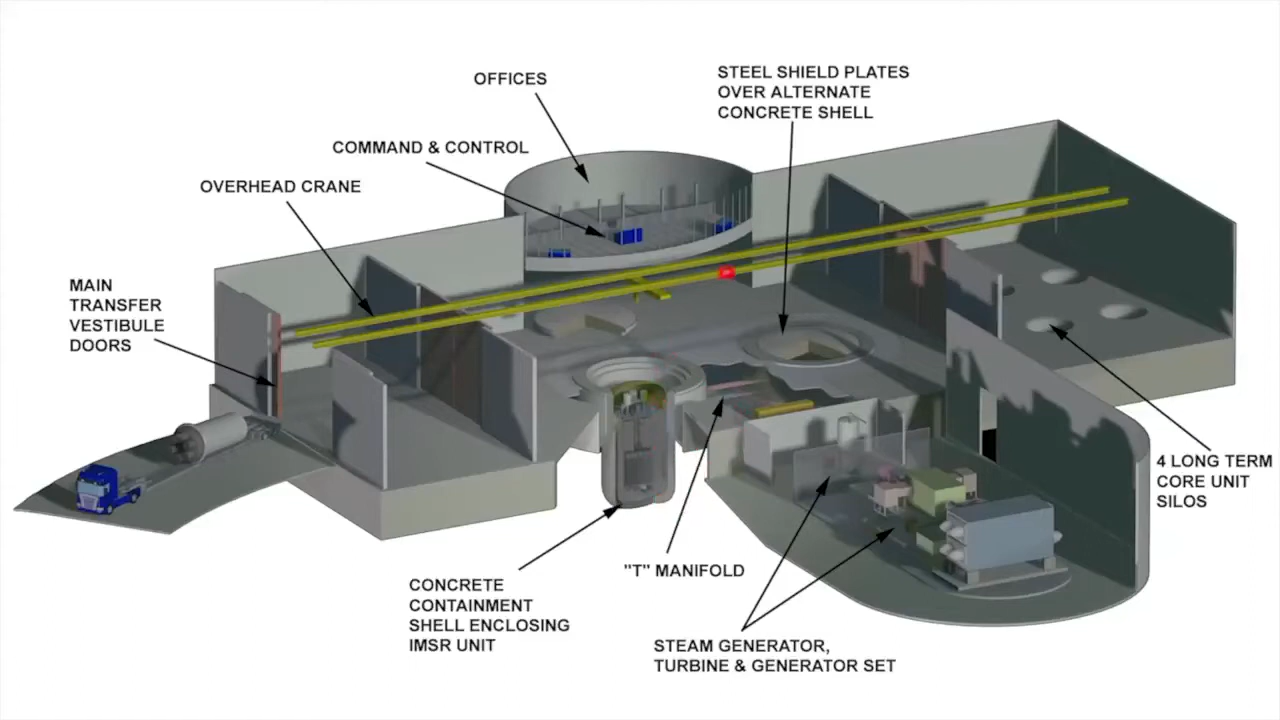 OFFICES
STEEL SHIELD PLATES
OVER ALTERNATE
CONCRETE SHELL
COMMAND & CONTROL
OVERHEAD CRANE
MAIN
TRANSFER
VESTIBULE
DOORS
4 LONG TERM
CORE UNIT
SILOS
"T" MANIFOLD
CONCRETE
CONTAINMENT
SHELL ENCLOSING
IMSR UNIT
STEAM GENERATOR,
TURBINE & GENERATOR SET